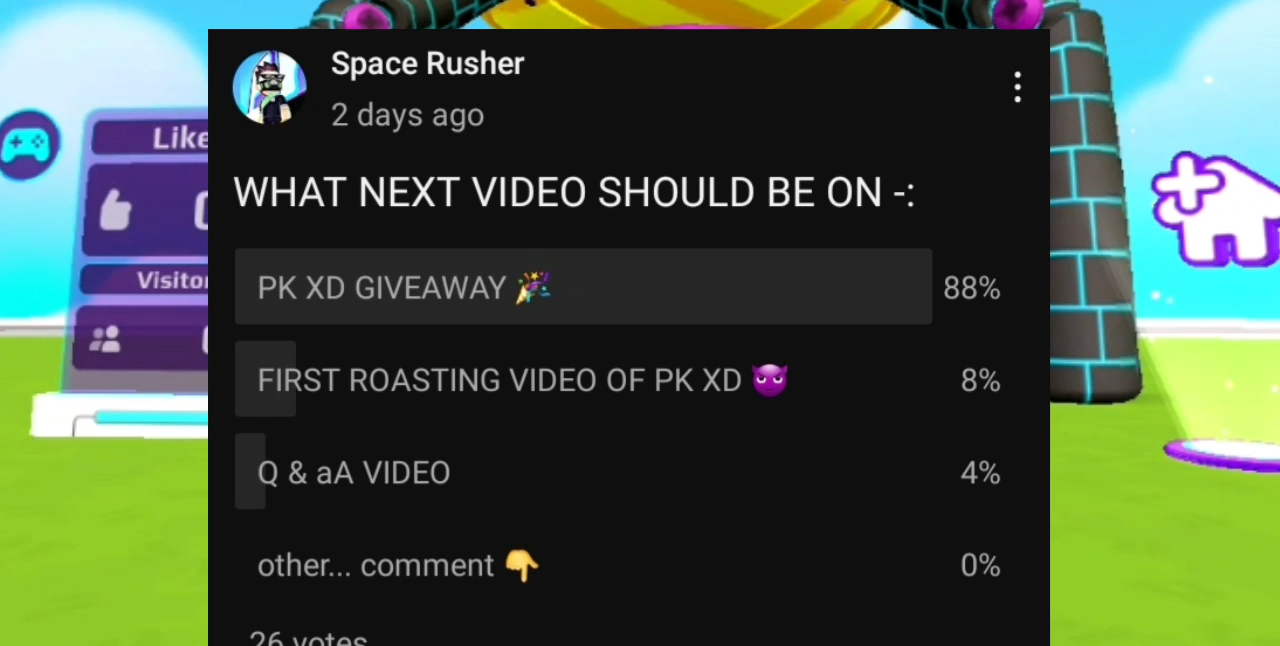 Space Rusher
2 days ago
WHAT NEXT VIDEO SHOULD BE ON -:
PK XD GIVEAWAY 🎉 88%
FIRST ROASTING VIDEO OF PK XD 😈 8%
Q & aA VIDEO 4%
other... comment 👇 0%
26 votes
Like
Visitor